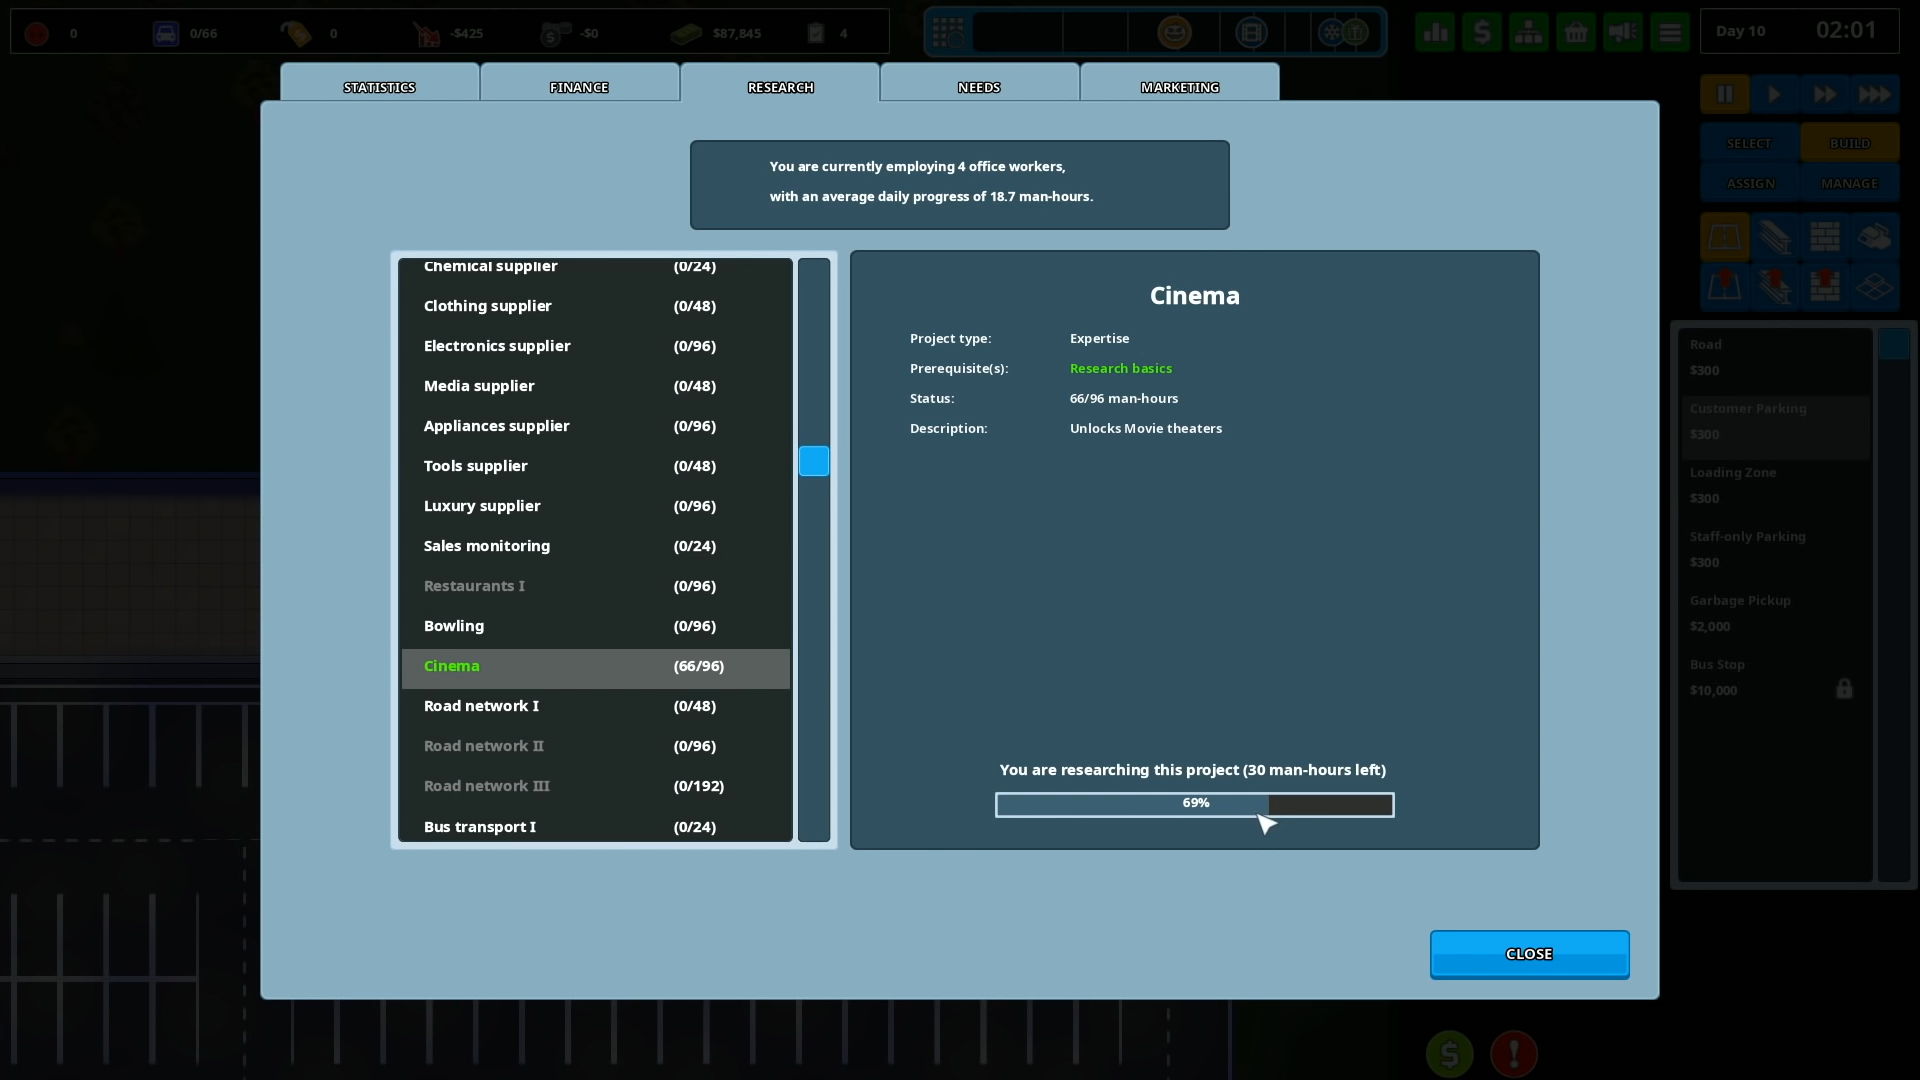 0
0/66
0
-$425
-$0
$87,845
4
Day 10
02:01
STATISTICS
FINANCE
RESEARCH
NEEDS
MARKETING
You are currently employing 4 office workers,
with an average daily progress of 18.7 man-hours.
Chemical supplier (0/24)
Clothing supplier (0/48)
Electronics supplier (0/96)
Media supplier (0/48)
Appliances supplier (0/96)
Tools supplier (0/48)
Luxury supplier (0/96)
Sales monitoring (0/24)
Restaurants I (0/96)
Bowling (0/96)
Cinema (66/96)
Road network I (0/48)
Road network II (0/96)
Road network III (0/192)
Bus transport I (0/24)
Cinema
Project type: Expertise
Prerequisite(s): Research basics
Status: 66/96 man-hours
Description: Unlocks Movie theaters
You are researching this project (30 man-hours left)
69%
CLOSE
SELECT
BUILD
ASSIGN
MANAGE
Road
$300
Customer Parking
$300
Loading Zone
$300
Staff-only Parking
$300
Garbage Pickup
$2,000
Bus Stop
$10,000